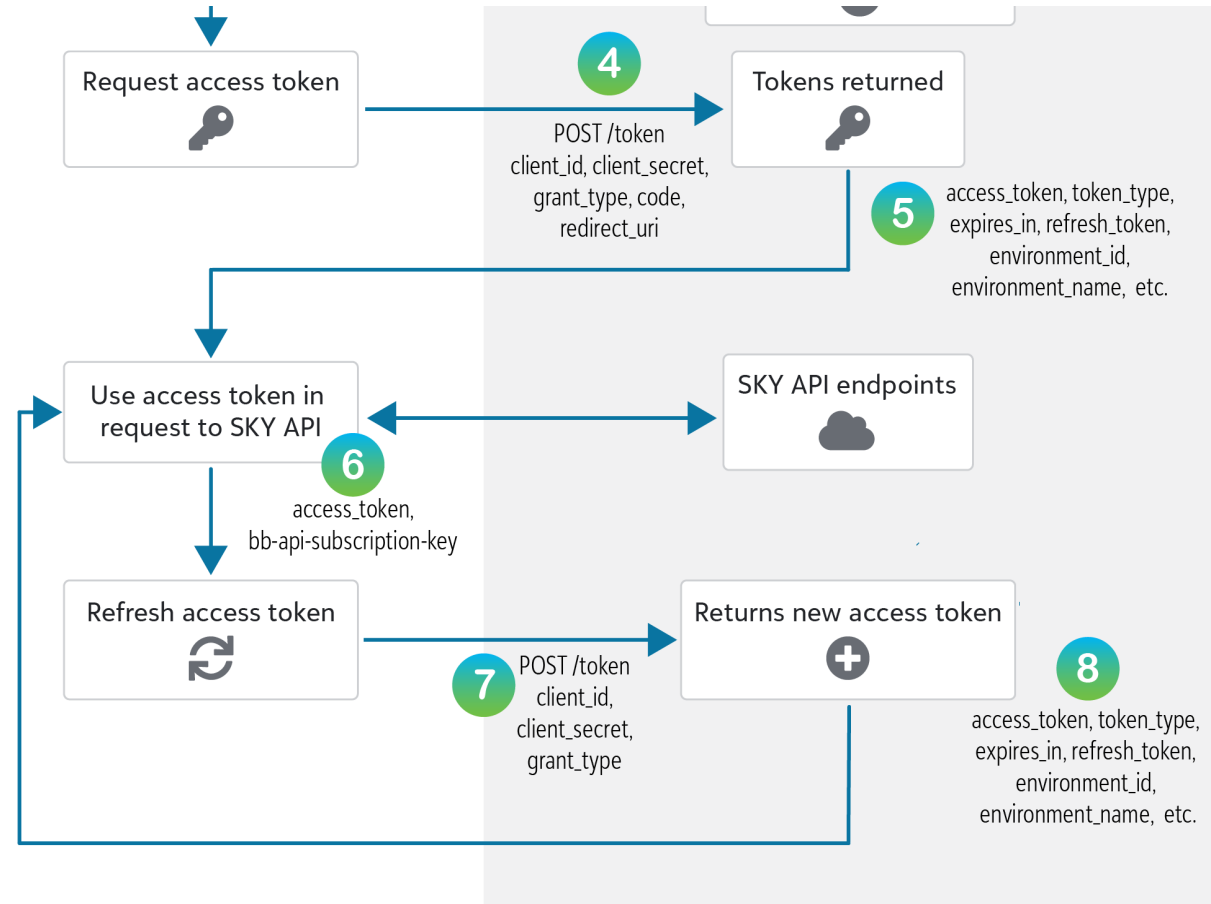 Request access token
4
POST /token
client_id, client_secret,
grant_type, code,
redirect_uri
Tokens returned
5
access_token, token_type,
expires_in, refresh_token,
environment_id,
environment_name, etc.
Use access token in
request to SKY API
6
access_token,
bb-api-subscription-key
SKY API endpoints
Refresh access token
7
POST /token
client_id,
client_secret,
grant_type
Returns new access token
8
access_token, token_type,
expires_in, refresh_token,
environment_id,
environment_name, etc.